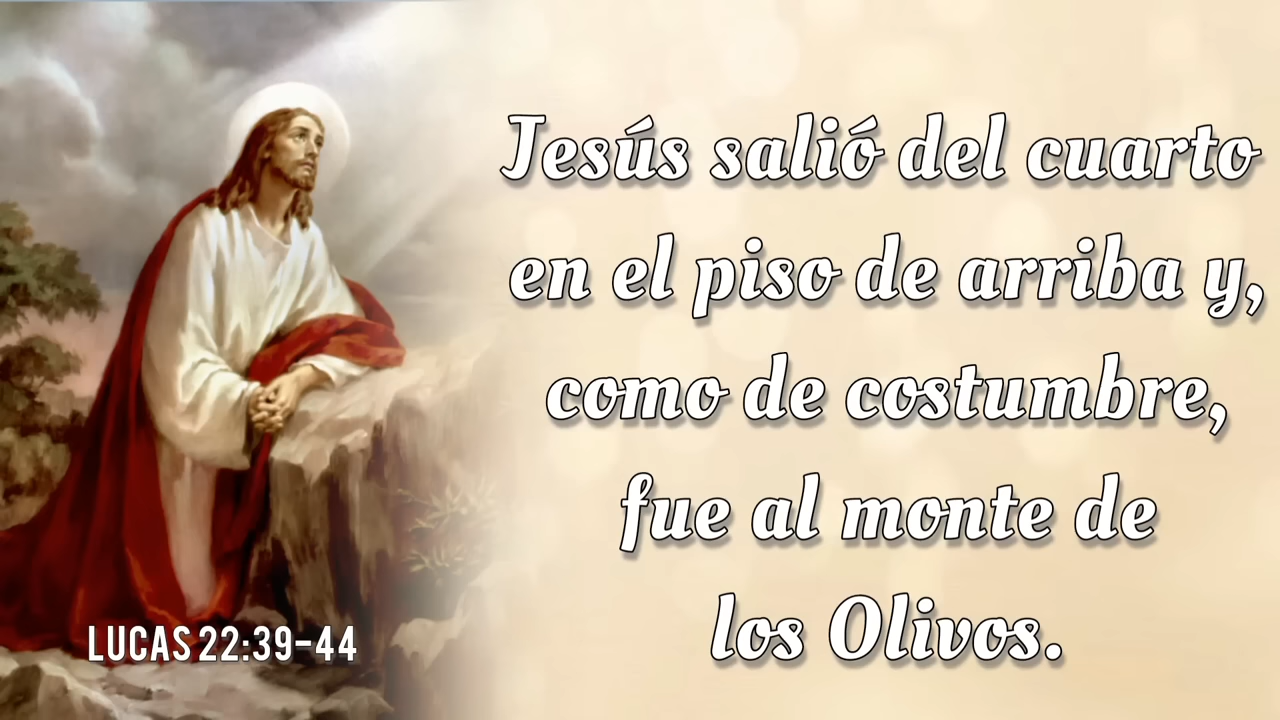 Jesús salió del cuarto
en el piso de arriba y,
como de costumbre,
fue al monte de
los Olivos.
LUCAS 22:39-44